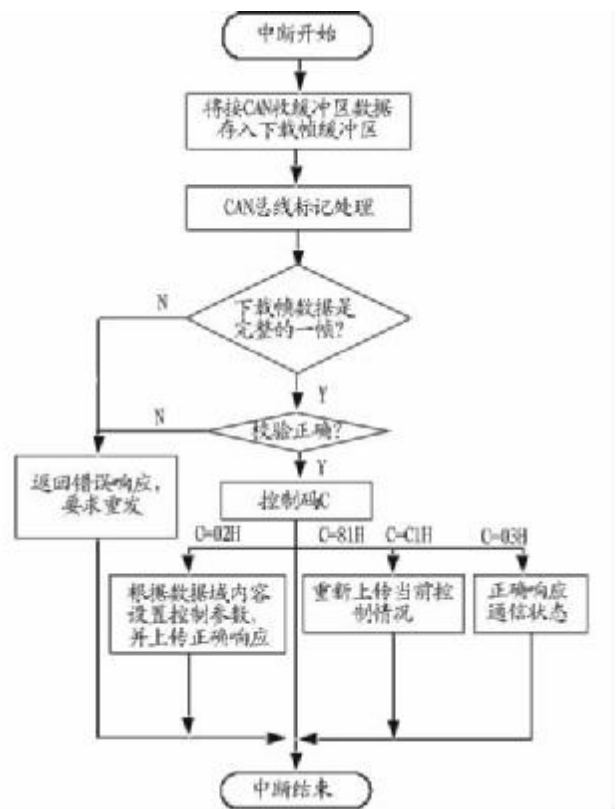 中断开始
将按CAN收缓冲区数据
存入下载帧缓冲区
CAN总线标记处理
N
下载帧数据是
完整的一帧?
Y
N
校验正确?
Y
返回错误响应,
要求重发
控制码C
C=02H
C=81H
C=C1H
C=03H
根据数据域内容
设置控制参数,
并上传正确响应
重新上传当前控
制情况
正确响应
通信状态
中断结束